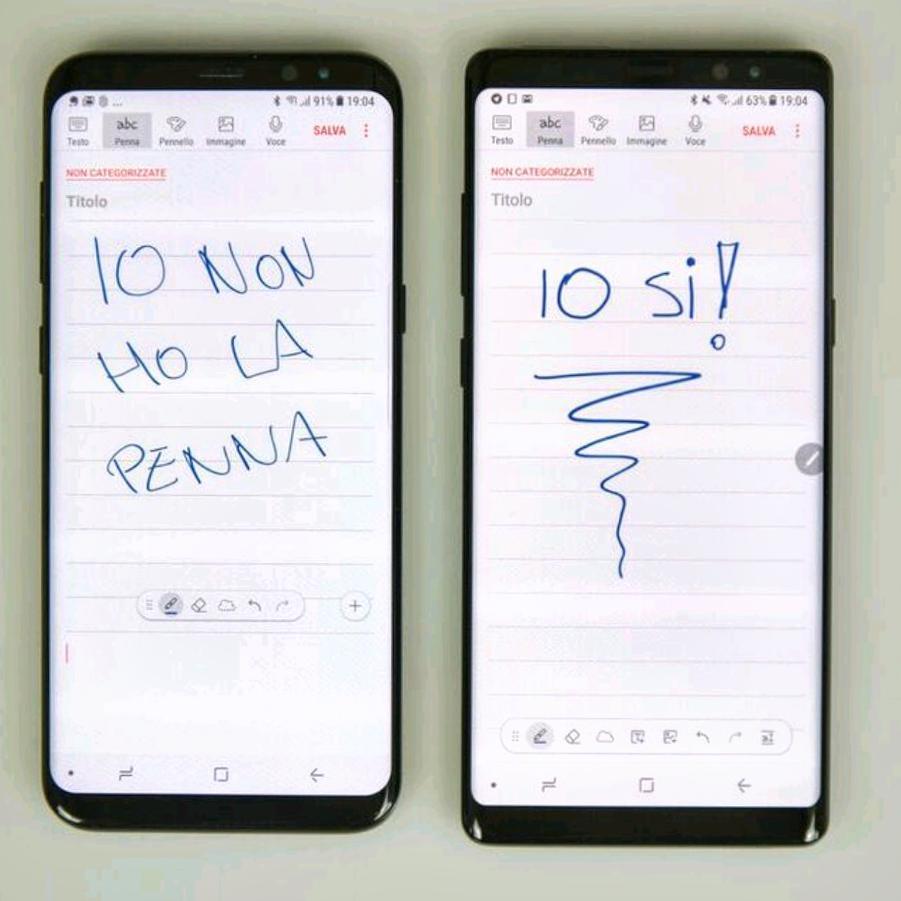 ... 91% 19:04
Testo abc Penna Pennello Immagine Voce SALVA
NON CATEGORIZZATE
Titolo
IO NON
HO LA
PENNA
63% 19:04
Testo abc Penna Pennello Immagine Voce SALVA
NON CATEGORIZZATE
Titolo
IO Si!